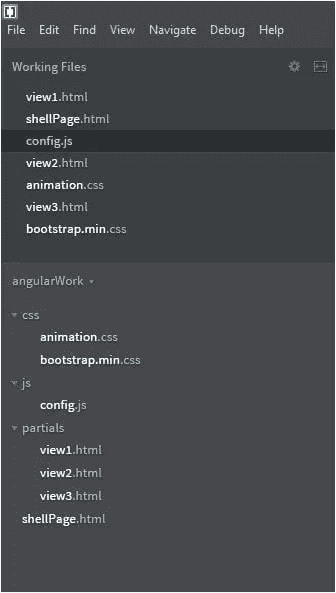 File Edit Find View Navigate Debug Help
Working Files
view1.html
shellPage.html
config.js
view2.html
animation.css
view3.html
bootstrap.min.css
angularWork
css
animation.css
bootstrap.min.css
js
config.js
partials
view1.html
view2.html
view3.html
shellPage.html